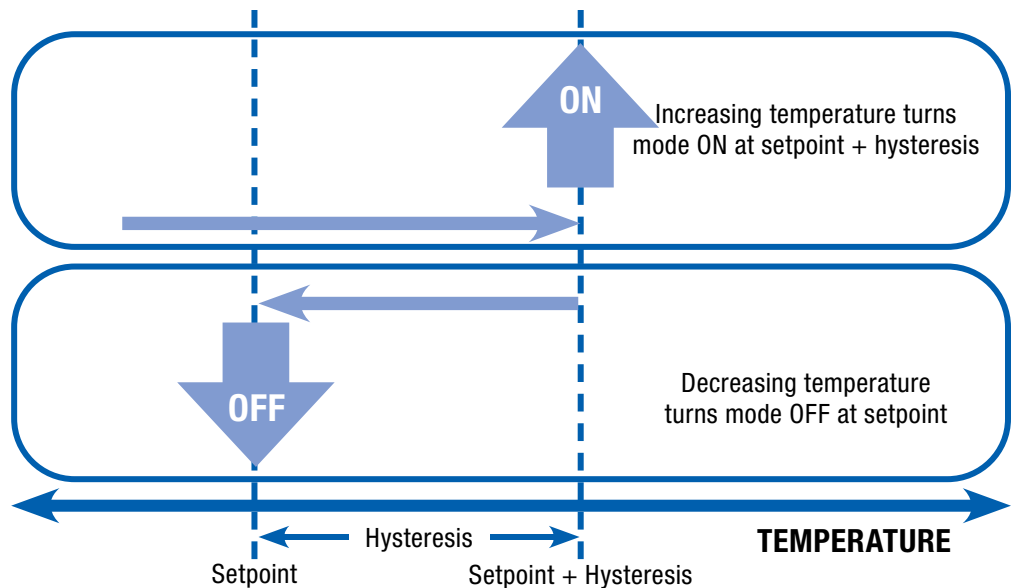 ON
Increasing temperature turns
mode ON at setpoint + hysteresis
OFF
Decreasing temperature
turns mode OFF at setpoint
Hysteresis
TEMPERATURE
Setpoint
Setpoint + Hysteresis